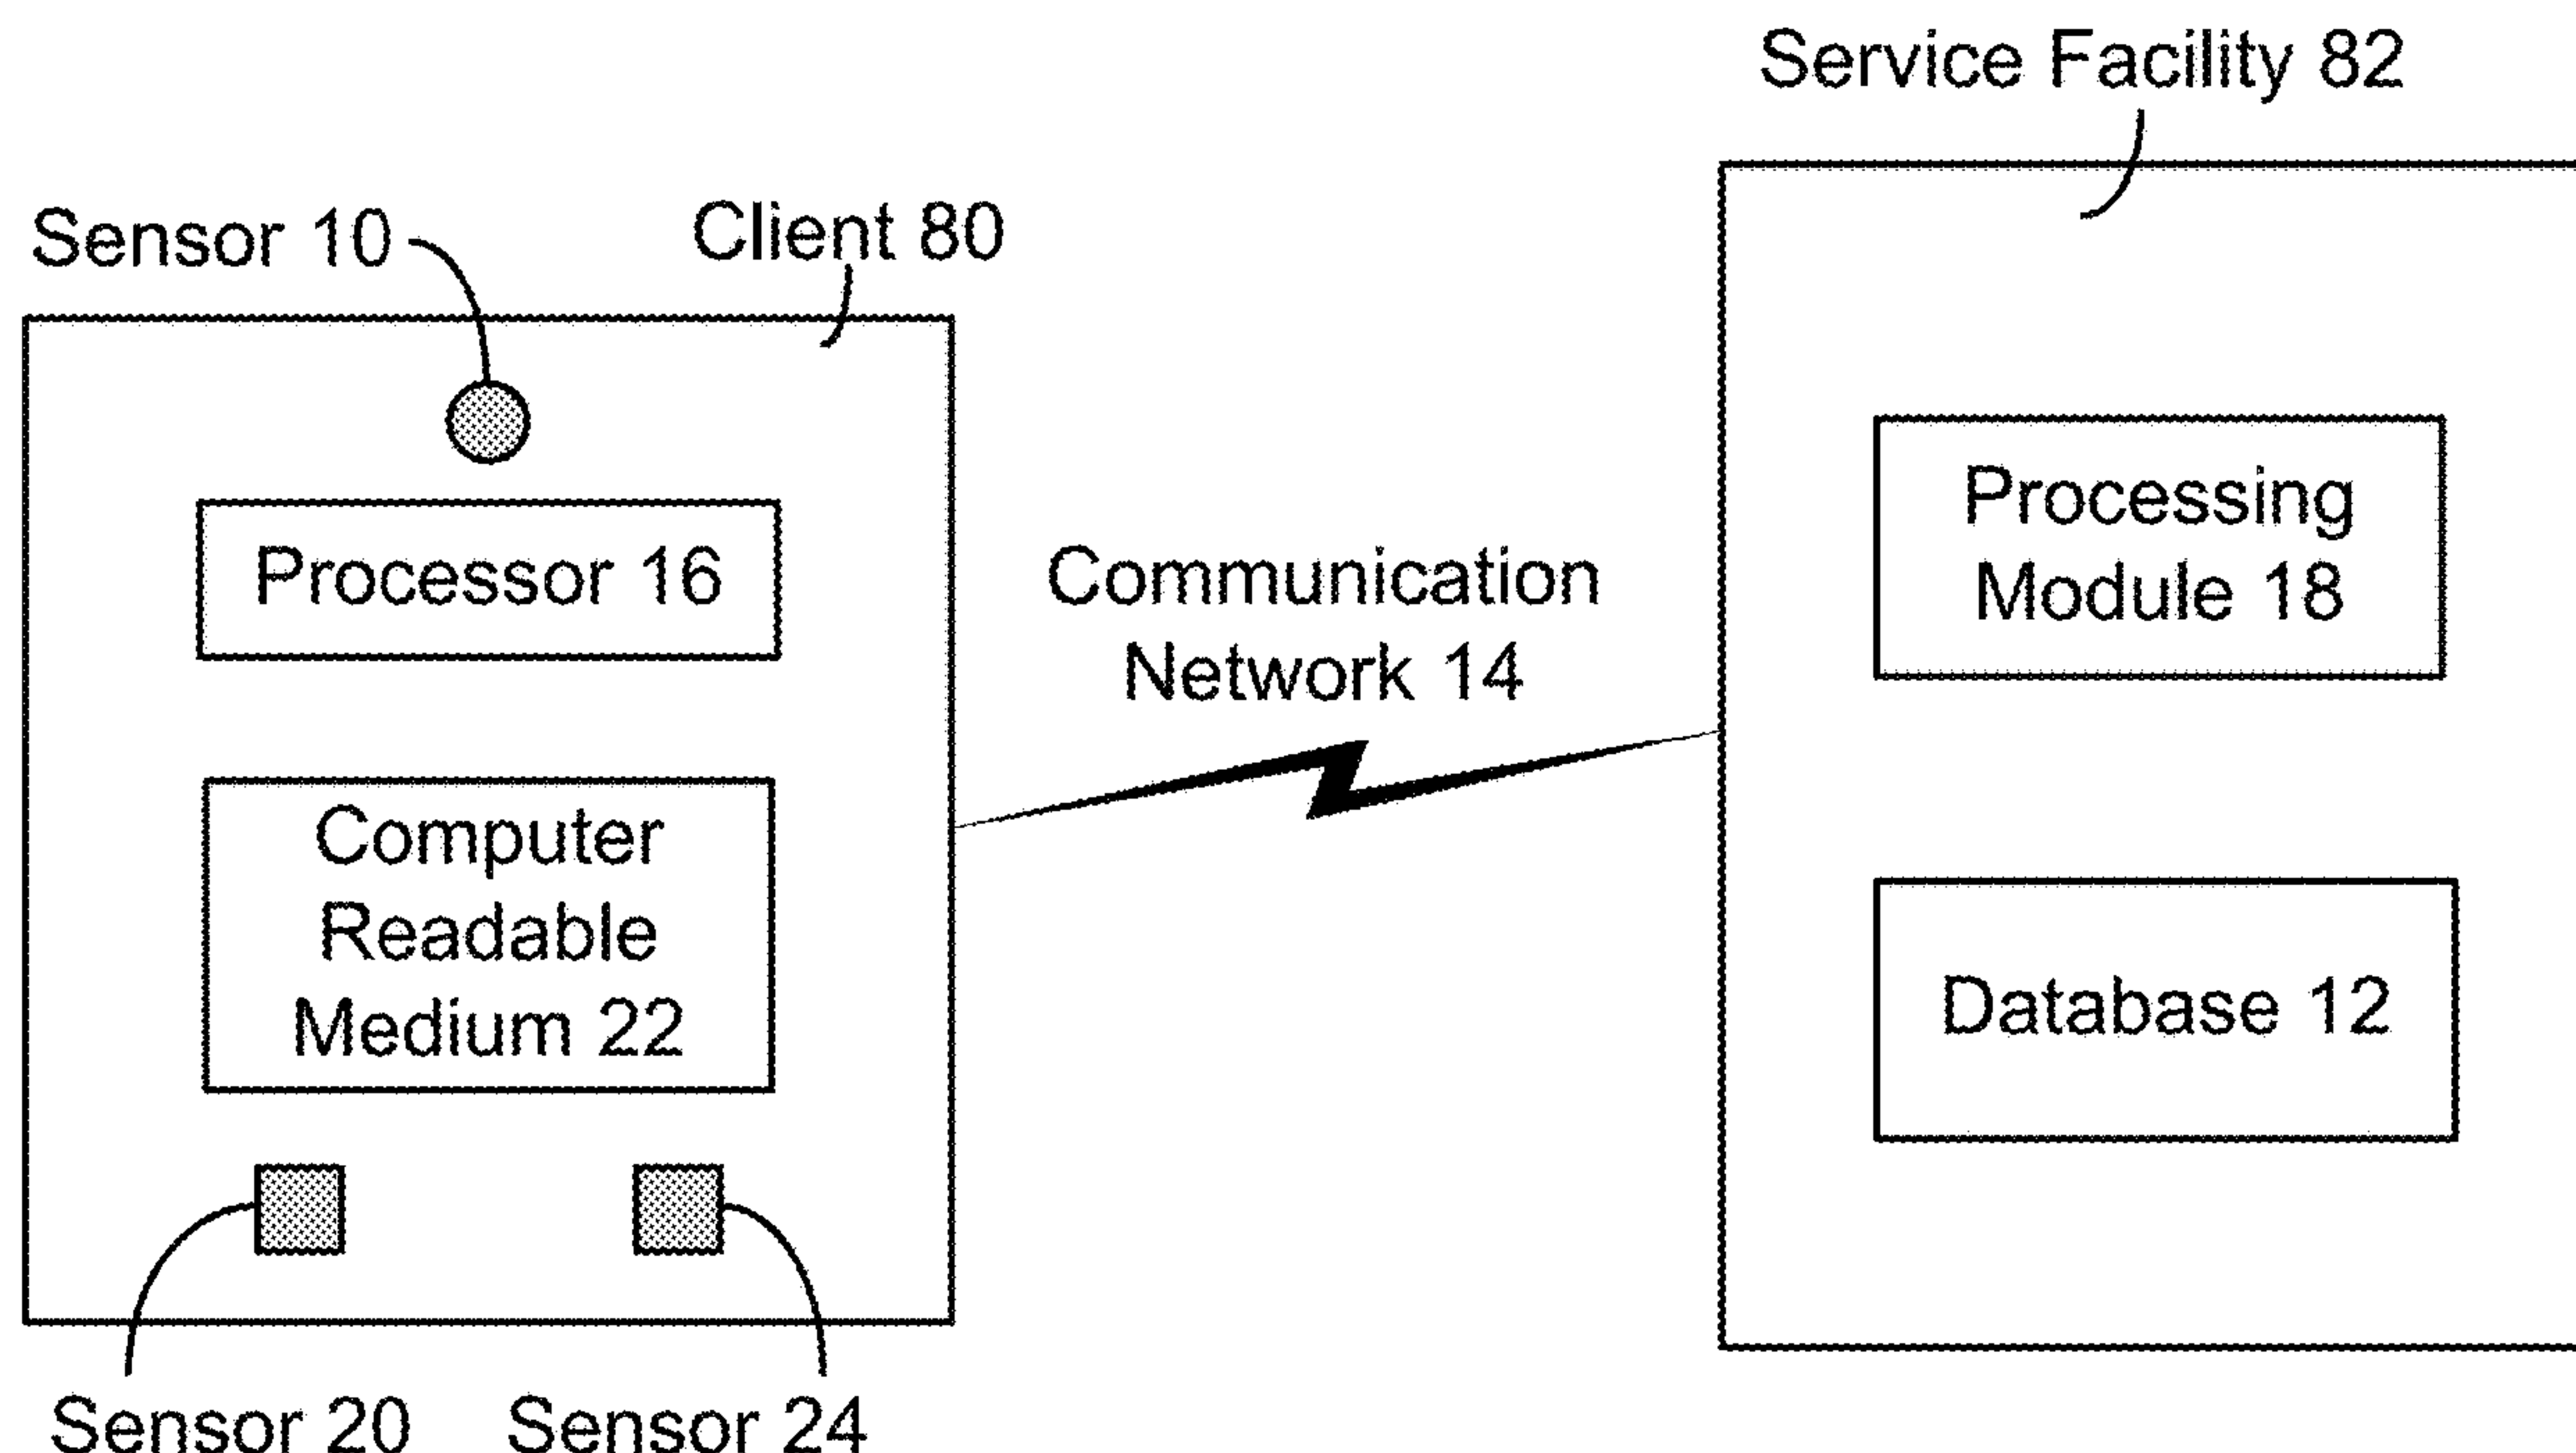 Service Facility 82
Sensor 10
Client 80
Processor 16
Computer
Readable
Medium 22
Sensor 20
Sensor 24
Communication
Network 14
Processing
Module 18
Database 12